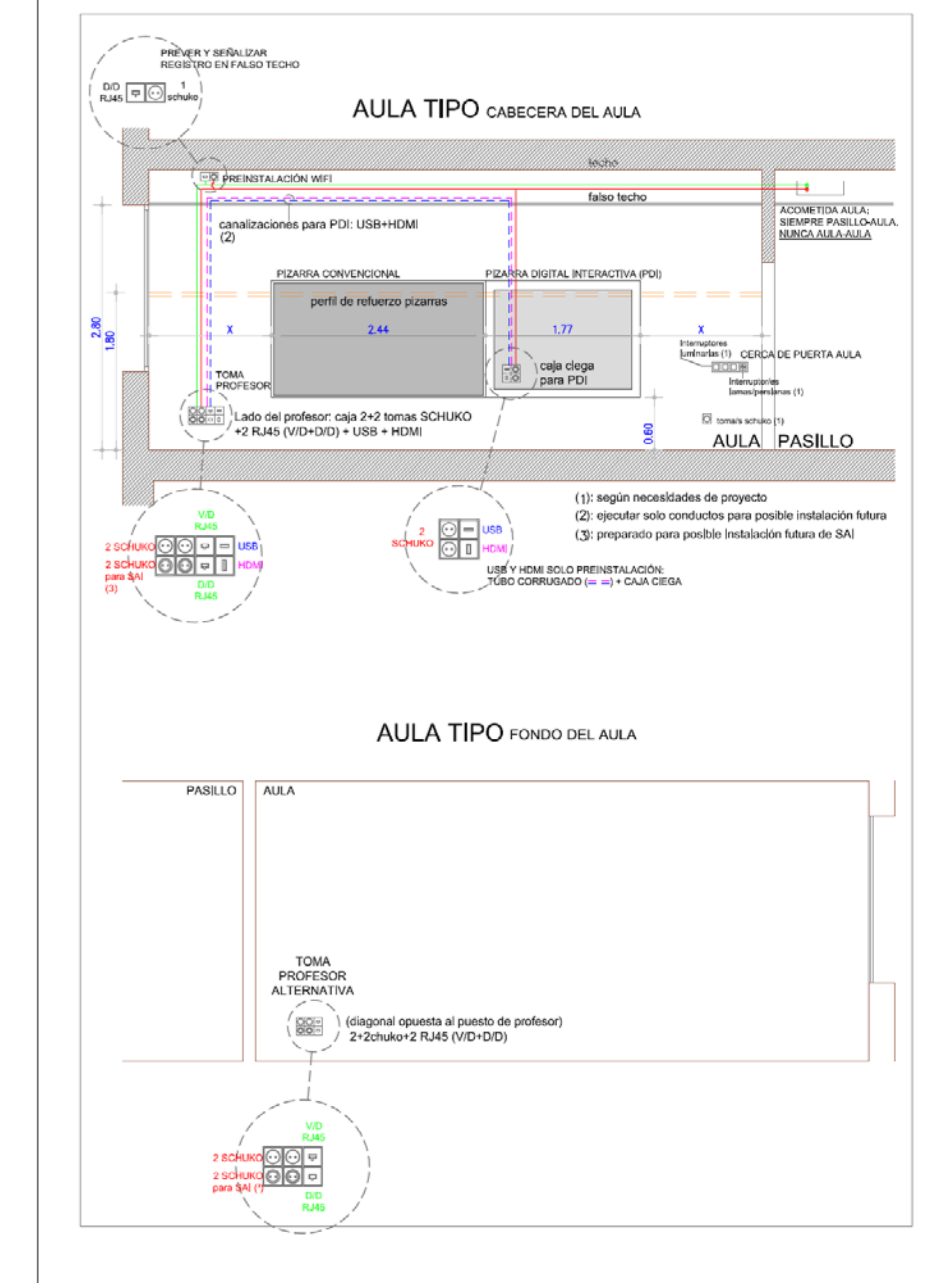 PREVER Y SEÑALIZAR
REGISTRO EN FALSO TECHO
D/D
RJ45
1
schuko
AULA TIPO CABECERA DEL AULA
techo
PREINSTALACIÓN WIFI
falso techo
canalizaciones para PDI: USB+HDMI
(2)
ACOMETIDA AULA;
SIEMPRE PASILLO-AULA.
NUNCA AULA-AULA
PIZARRA CONVENCIONAL
PIZARRA DIGITAL INTERACTIVA (PDI)
perfil de refuerzo pizarras
2.80
1.80
X
2.44
1.77
X
Interruptores
luminarias (1)
CERCA DE PUERTA AULA
caja ciega
para PDI
TOMA
PROFESOR
Interruptor/es
lamas/persianas (1)
Lado del profesor: caja 2+2 tomas SCHUKO
+2 RJ45 (V/D+D/D) + USB + HDMI
0.60
toma/s schuko (1)
AULA
PASILLO
(1): según necesidades de proyecto
(2): ejecutar solo conductos para posible instalación futura
(3): preparado para posible instalación futura de SAI
V/D
RJ45
2 SCHUKO
USB
2 SCHUKO
para SAI
(3)
HDMI
D/D
RJ45
2
SCHUKO
USB
HDMI
USB Y HDMI SOLO PREINSTALACIÓN:
TUBO CORRUGADO (= =) + CAJA CIEGA
AULA TIPO FONDO DEL AULA
PASILLO
AULA
TOMA
PROFESOR
ALTERNATIVA
(diagonal opuesta al puesto de profesor)
2+2chuko+2 RJ45 (V/D+D/D)
V/D
RJ45
2 SCHUKO
2 SCHUKO
para SAI (³)
D/D
RJ45